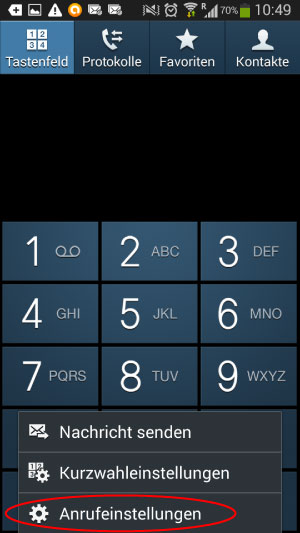 R 70% 10:49
Tastenfeld Protokolle Favoriten Kontakte
1 2 ABC 3 DEF
4 GHI 5 JKL 6 MNO
7 PQRS 8 TUV 9 WXYZ
Nachricht senden
Kurzwahleinstellungen
Anrufeinstellungen